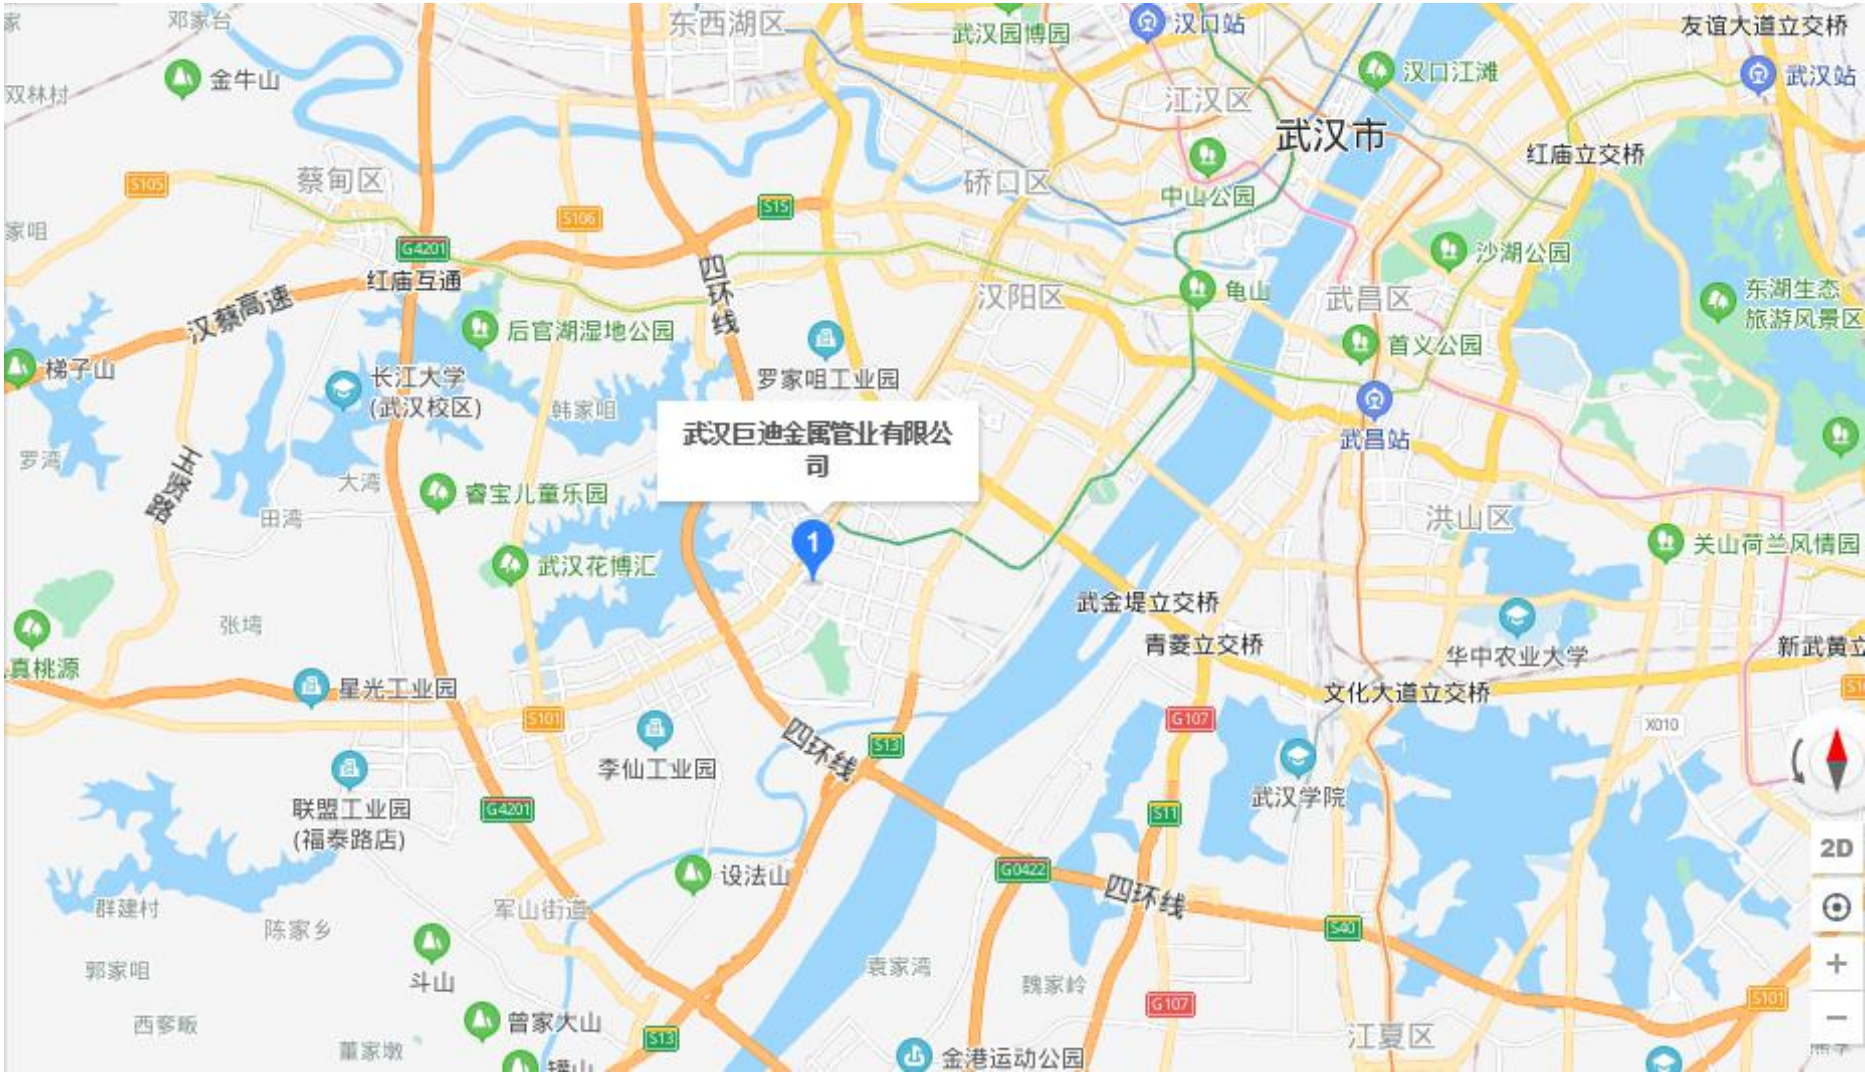 家
邓家台
东西湖区
武汉园博园
汉口站
友谊大道立交桥
金牛山
汉口江滩
武汉站
双林村
江汉区
武汉市
红庙立交桥
蔡甸区
S105
硚口区
中山公园
S15
S106
家咀
G4201
沙湖公园
红庙互通
四环线
汉阳区
龟山
武昌区
东湖生态
旅游风景区
汉蔡高速
后官湖湿地公园
首义公园
梯子山
长江大学
(武汉校区)
罗家咀工业园
韩家咀
武汉巨迪金属管业有限公
司
武昌站
罗湾
王贤路
大湾
睿宝儿童乐园
田湾
洪山区
1
关山荷兰风情园
武汉花博汇
武金堤立交桥
张塆
青菱立交桥
华中农业大学
新武黄立
真桃源
星光工业园
文化大道立交桥
S1
S101
G107
X010
四环线
S13
李仙工业园
武汉学院
联盟工业园
(福泰路店)
G4201
S11
2D
设法山
G0422
四环线
群建村
军山街道
陈家乡
S40
斗山
郭家咀
袁家湾
魏家岭
+
S101
G107
西奓畈
曾家大山
−
董家墩
S13
江夏区
金港运动公园